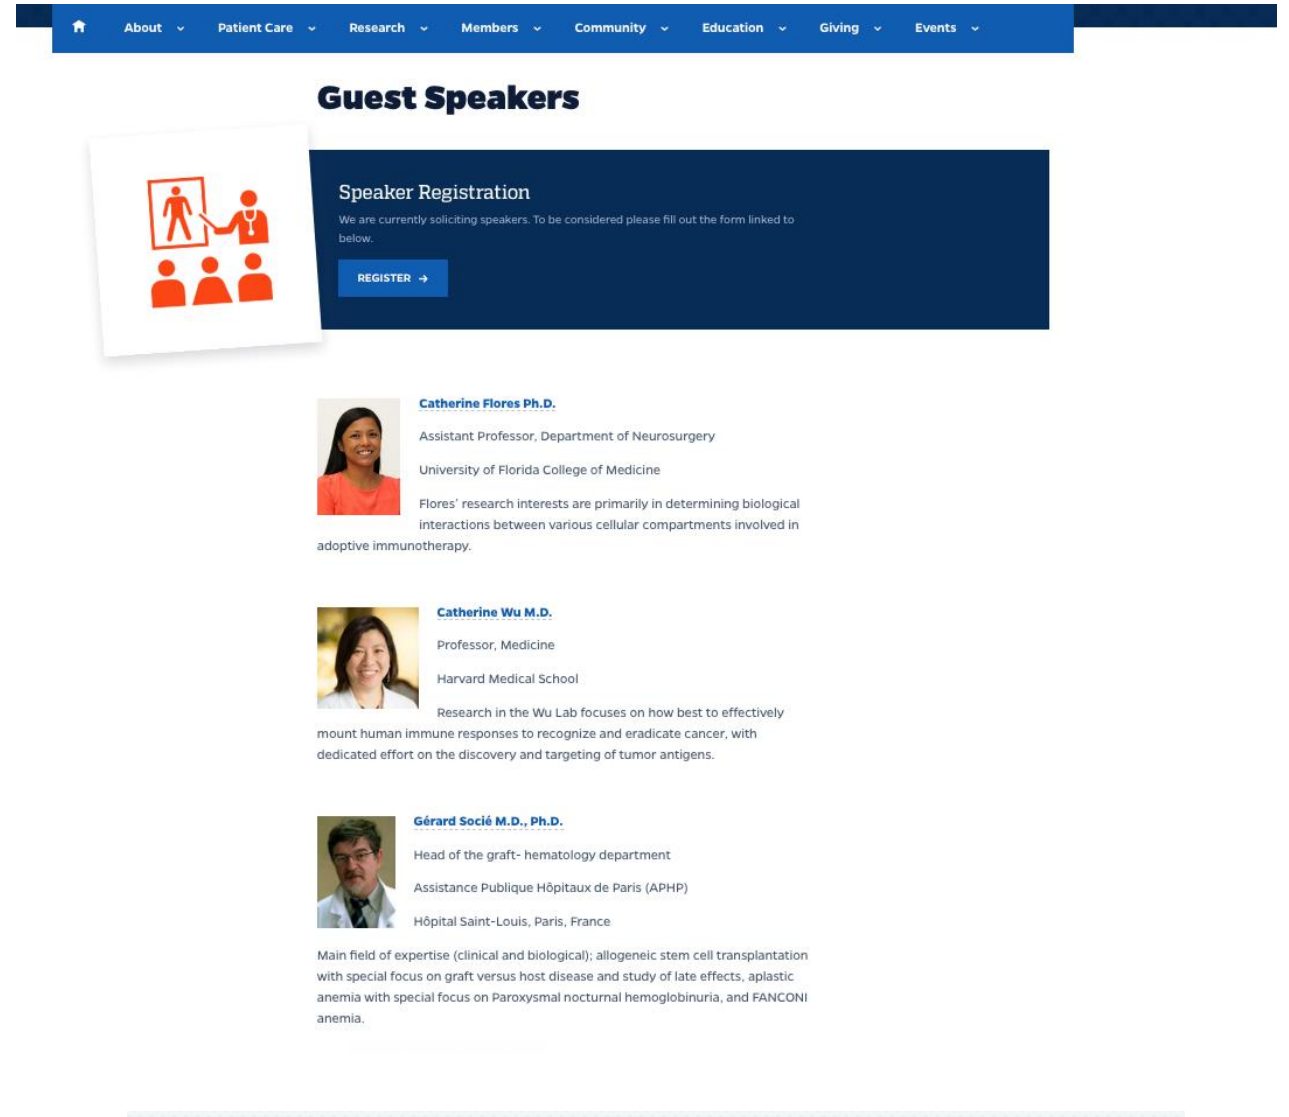 About Patient Care Research Members Community Education Giving Events
Guest Speakers
Speaker Registration
We are currently soliciting speakers. To be considered please fill out the form linked to
below.
REGISTER →
Catherine Flores Ph.D.
Assistant Professor, Department of Neurosurgery
University of Florida College of Medicine
Flores' research interests are primarily in determining biological
interactions between various cellular compartments involved in
adoptive immunotherapy.
Catherine Wu M.D.
Professor, Medicine
Harvard Medical School
Research in the Wu Lab focuses on how best to effectively
mount human immune responses to recognize and eradicate cancer, with
dedicated effort on the discovery and targeting of tumor antigens.
Gérard Socié M.D., Ph.D.
Head of the graft- hematology department
Assistance Publique Hôpitaux de Paris (APHP)
Hôpital Saint-Louis, Paris, France
Main field of expertise (clinical and biological); allogeneic stem cell transplantation
with special focus on graft versus host disease and study of late effects, aplastic
anemia with special focus on Paroxysmal nocturnal hemoglobinuria, and FANCONI
anemia.